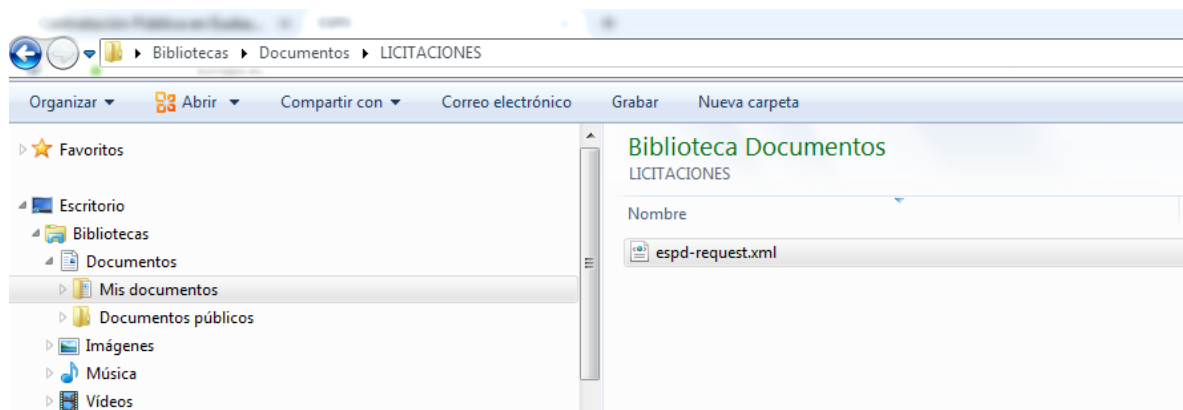 Bibliotecas Documentos LICITACIONES
Organizar Abrir Compartir con Correo electrónico Grabar Nueva carpeta
Favoritos
Escritorio
Bibliotecas
Documentos
Mis documentos
Documentos públicos
Imágenes
Música
Vídeos
Biblioteca Documentos
LICITACIONES
Nombre
espd-request.xml